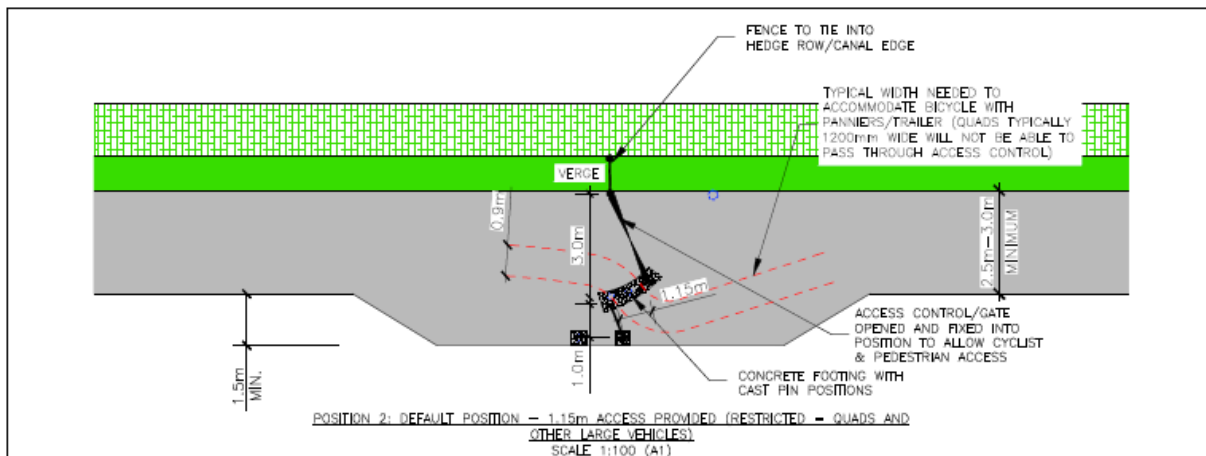 FENCE TO TIE INTO
HEDGE ROW/CANAL EDGE
TYPICAL WIDTH NEEDED TO
ACCOMMODATE BICYCLE WITH
PANNIERS/TRAILER (QUADS TYPICALLY
1200mm WIDE WILL NOT BE ABLE TO
PASS THROUGH ACCESS CONTROL)
VERGE
0.9m
3.0m
2.5m-3.0m
MINIMUM
1.15m
ACCESS CONTROL/GATE
OPENED AND FIXED INTO
POSITION TO ALLOW CYCLIST
& PEDESTRIAN ACCESS
1.5m
MIN.
1.0m
CONCRETE FOOTING WITH
CAST PIN POSITIONS
POSITION 2: DEFAULT POSITION – 1.15m ACCESS PROVIDED (RESTRICTED – QUADS AND
OTHER LARGE VEHICLES)
SCALE 1:100 (A1)